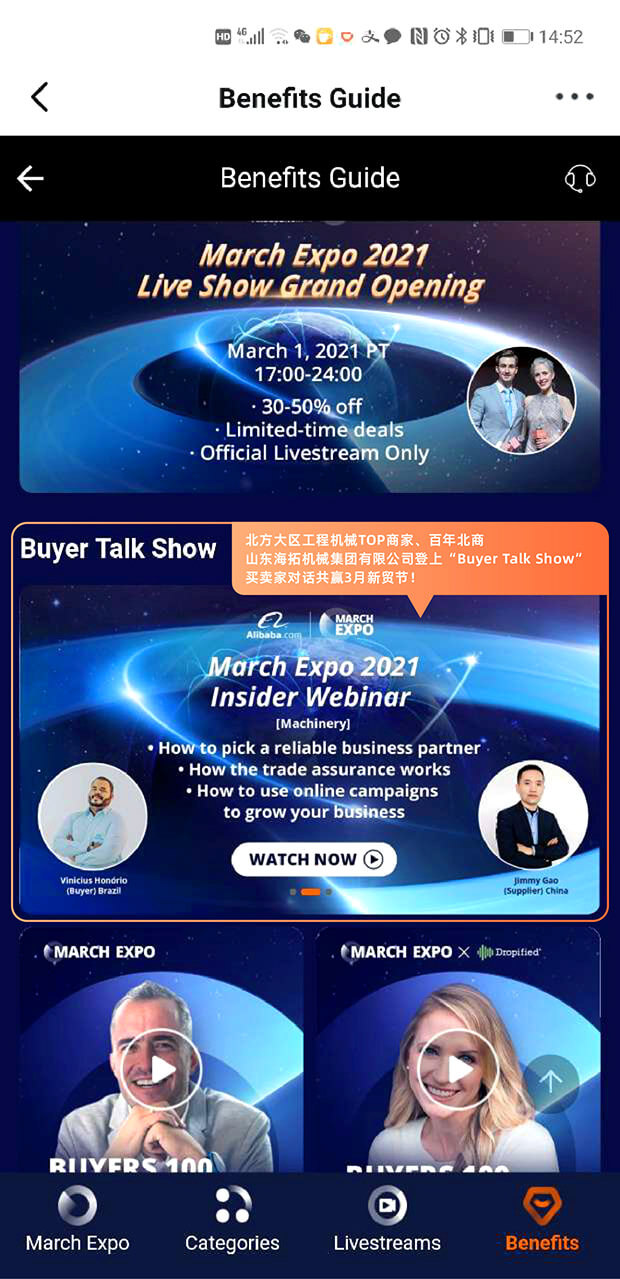 HD 4G 14:52
Benefits Guide
Benefits Guide
March Expo 2021
Live Show Grand Opening
March 1, 2021 PT
17:00-24:00
· 30-50% off
· Limited-time deals
· Official Livestream Only
Buyer Talk Show
北方大区工程机械TOP商家、百年北商
山东海拓机械集团有限公司登上“Buyer Talk Show“
买卖家对话共赢3月新贸节！
Alibaba.com
MARCH
EXPO
March Expo 2021
Insider Webinar
[Machinery]
• How to pick a reliable business partner
• How the trade assurance works
• How to use online campaigns
to grow your business
WATCH NOW
Vinicius Honório
(Buyer) Brazil
Jimmy Gao
(Supplier) China
MARCH EXPO
MARCH EXPO × Dropified
BUYERS 100
BUYERS 100
March Expo
Categories
Livestreams
Benefits